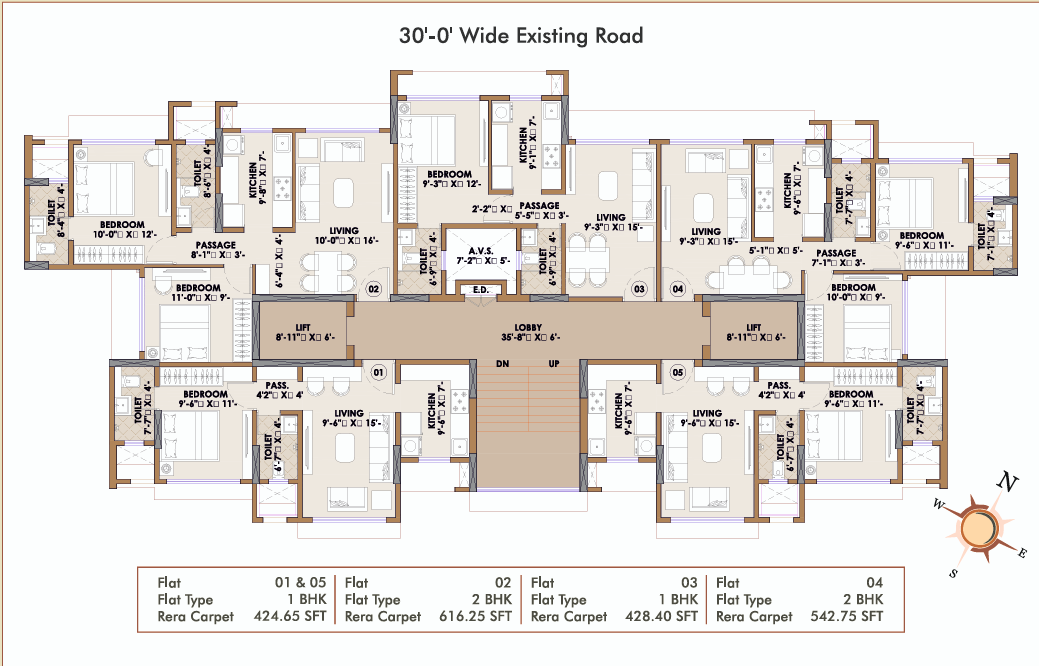 30'-0' Wide Existing Road
TOILET
8'-4"□ X□ 4'-
BEDROOM
10'-0"□ X□ 12'-
TOILET
8'-6"□ X□ 4'-
KITCHEN
9'-8"□ X□ 7'-
PASSAGE
8'-1"□ X□ 3'-
6'-4"□ X□ 4'-
LIVING
10'-0"□ X□ 16'-
02
BEDROOM
11'-0"□ X□ 9'-
BEDROOM
9'-3"□ X□ 12'-
KITCHEN
9'-1"□ X□ 7'-
2'-2"□ X□
PASSAGE
5'-5"□ X□ 3'-
TOILET
6'-9"□ X□ 4'-
A.V.S.
7'-2"□ X□ 5'-
E.D.
TOILET
6'-9"□ X□ 4'-
LIVING
9'-3"□ X□ 15'-
03
LIVING
9'-3"□ X□ 15'-
04
KITCHEN
9'-6"□ X□ 7'-
5'-1"□ X□ 5'-
TOILET
7'-7"□ X□ 4'-
PASSAGE
7'-1"□ X□ 3'-
BEDROOM
9'-6"□ X□ 11'-
TOILET
7'-1"□ X□ 4'-
BEDROOM
10'-0"□ X□ 9'-
LIFT
8'-11"□ X□ 6'-
LOBBY
35'-8"□ X□ 6'-
LIFT
8'-11"□ X□ 6'-
DN
UP
TOILET
7'-7"□ X□ 4'-
BEDROOM
9'-6"□ X□ 11'-
PASS.
4'2"□ X□ 4'
TOILET
6'-7"□ X□ 4'-
01
LIVING
9'-6"□ X□ 15'-
KITCHEN
9'-6"□ X□ 7'-
KITCHEN
9'-6"□ X□ 7'-
05
LIVING
9'-6"□ X□ 15'-
PASS.
4'2"□ X□ 4'
TOILET
6'-7"□ X□ 4'-
BEDROOM
9'-6"□ X□ 11'-
TOILET
7'-7"□ X□ 4'-
N
W
E
S
Flat 01 & 05
Flat Type 1 BHK
Rera Carpet 424.65 SFT
Flat 02
Flat Type 2 BHK
Rera Carpet 616.25 SFT
Flat 03
Flat Type 1 BHK
Rera Carpet 428.40 SFT
Flat 04
Flat Type 2 BHK
Rera Carpet 542.75 SFT